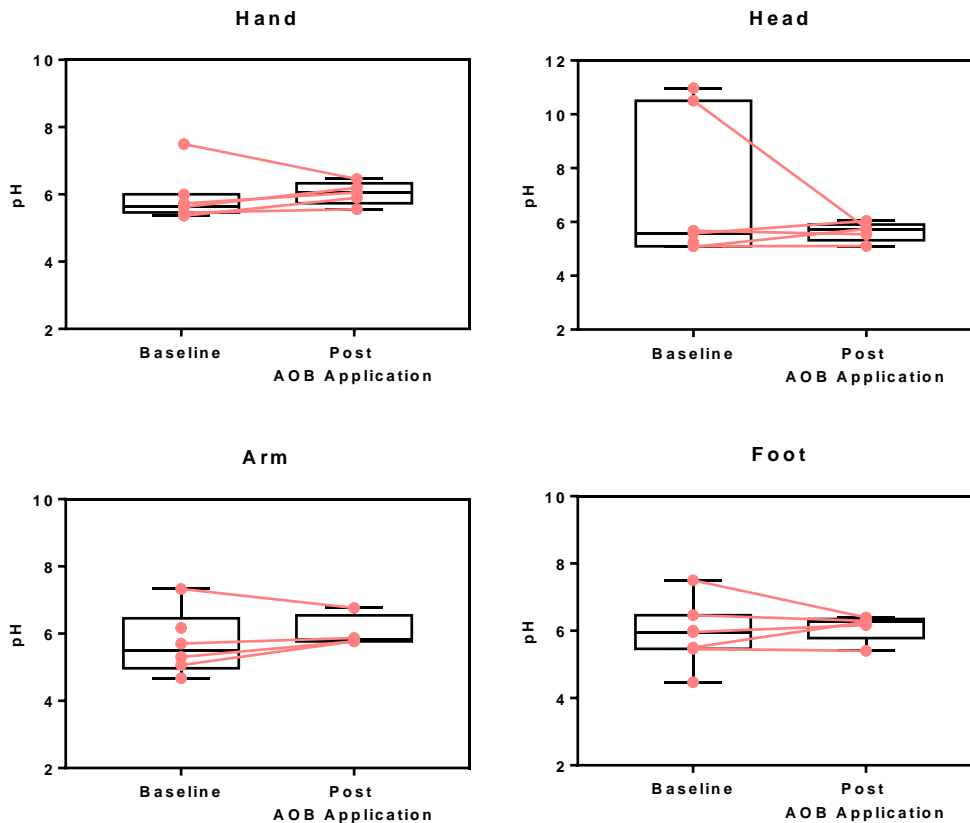 Hand
10
8
6
4
2
pH
Baseline
Post
AOB Application
Head
12
10
8
6
4
2
pH
Baseline
Post
AOB Application
Arm
10
8
6
4
2
pH
Baseline
Post
AOB Application
Foot
10
8
6
4
2
pH
Baseline
Post
AOB Application